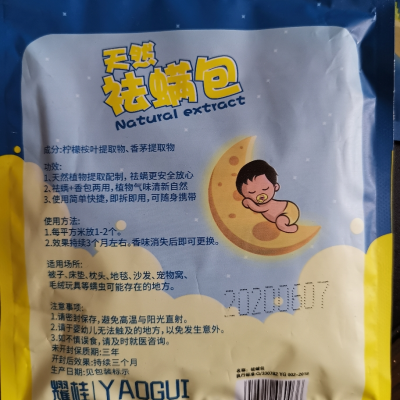 天然
祛螨包
Natural extract
成分:柠檬桉叶提取物、香茅提取物
功效:
1.天然植物提取配制，祛螨更安全放心
2.祛螨+香包两用，植物气味清新自然
3.使用简单快捷，即拆即用，可随身携带
使用方法:
1.每平方米放1-2个。
2.效果持续3个月左右，香味消失后即可更换。
适用场所:
被子、床垫、枕头、地毯、沙发、宠物窝、
毛绒玩具等螨虫可能存在的地方。
20200607
注意事项:
1.请密封保存，避免高温与阳光直射。
2.请于婴幼儿无法触及的地方，以免发生意外。
3.如不慎误食，请及时就医咨询。
未开封保质期:三年
开封后效果:持续三个月
生产日期:见包装标示
耀桂 YAOGUI
品名:祛螨包